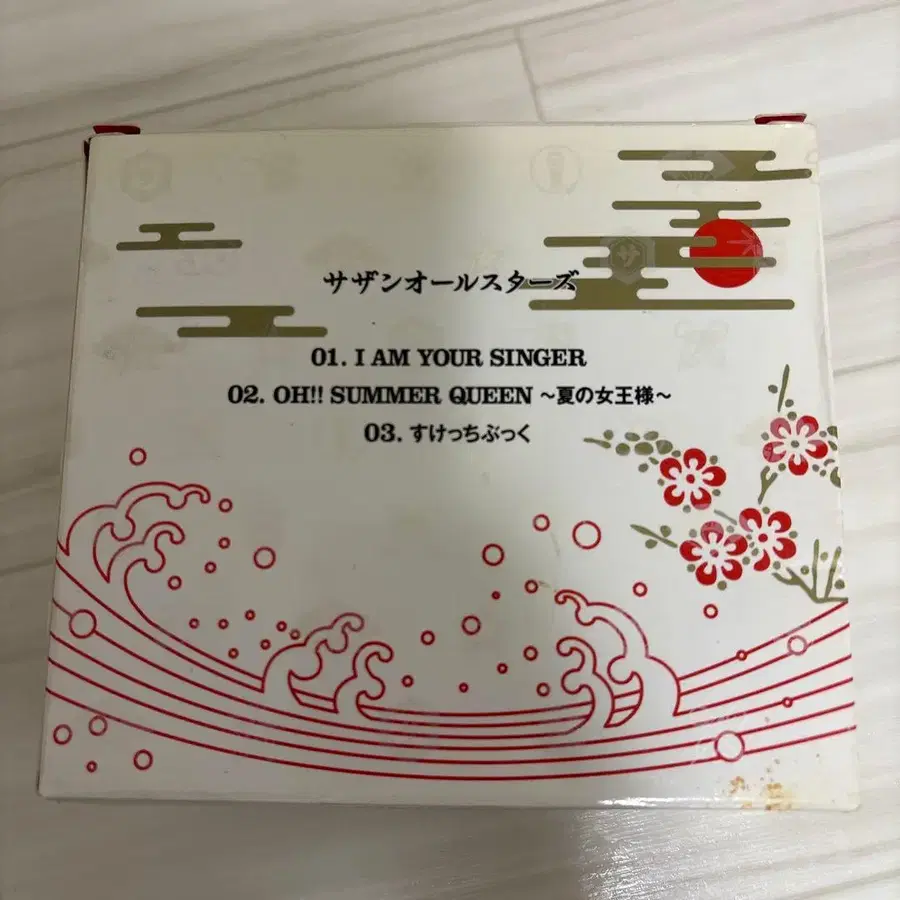 サザンオールスターズ
01. I AM YOUR SINGER
02. OH!! SUMMER QUEEN ～夏の女王様～
03. すけっちぶっく